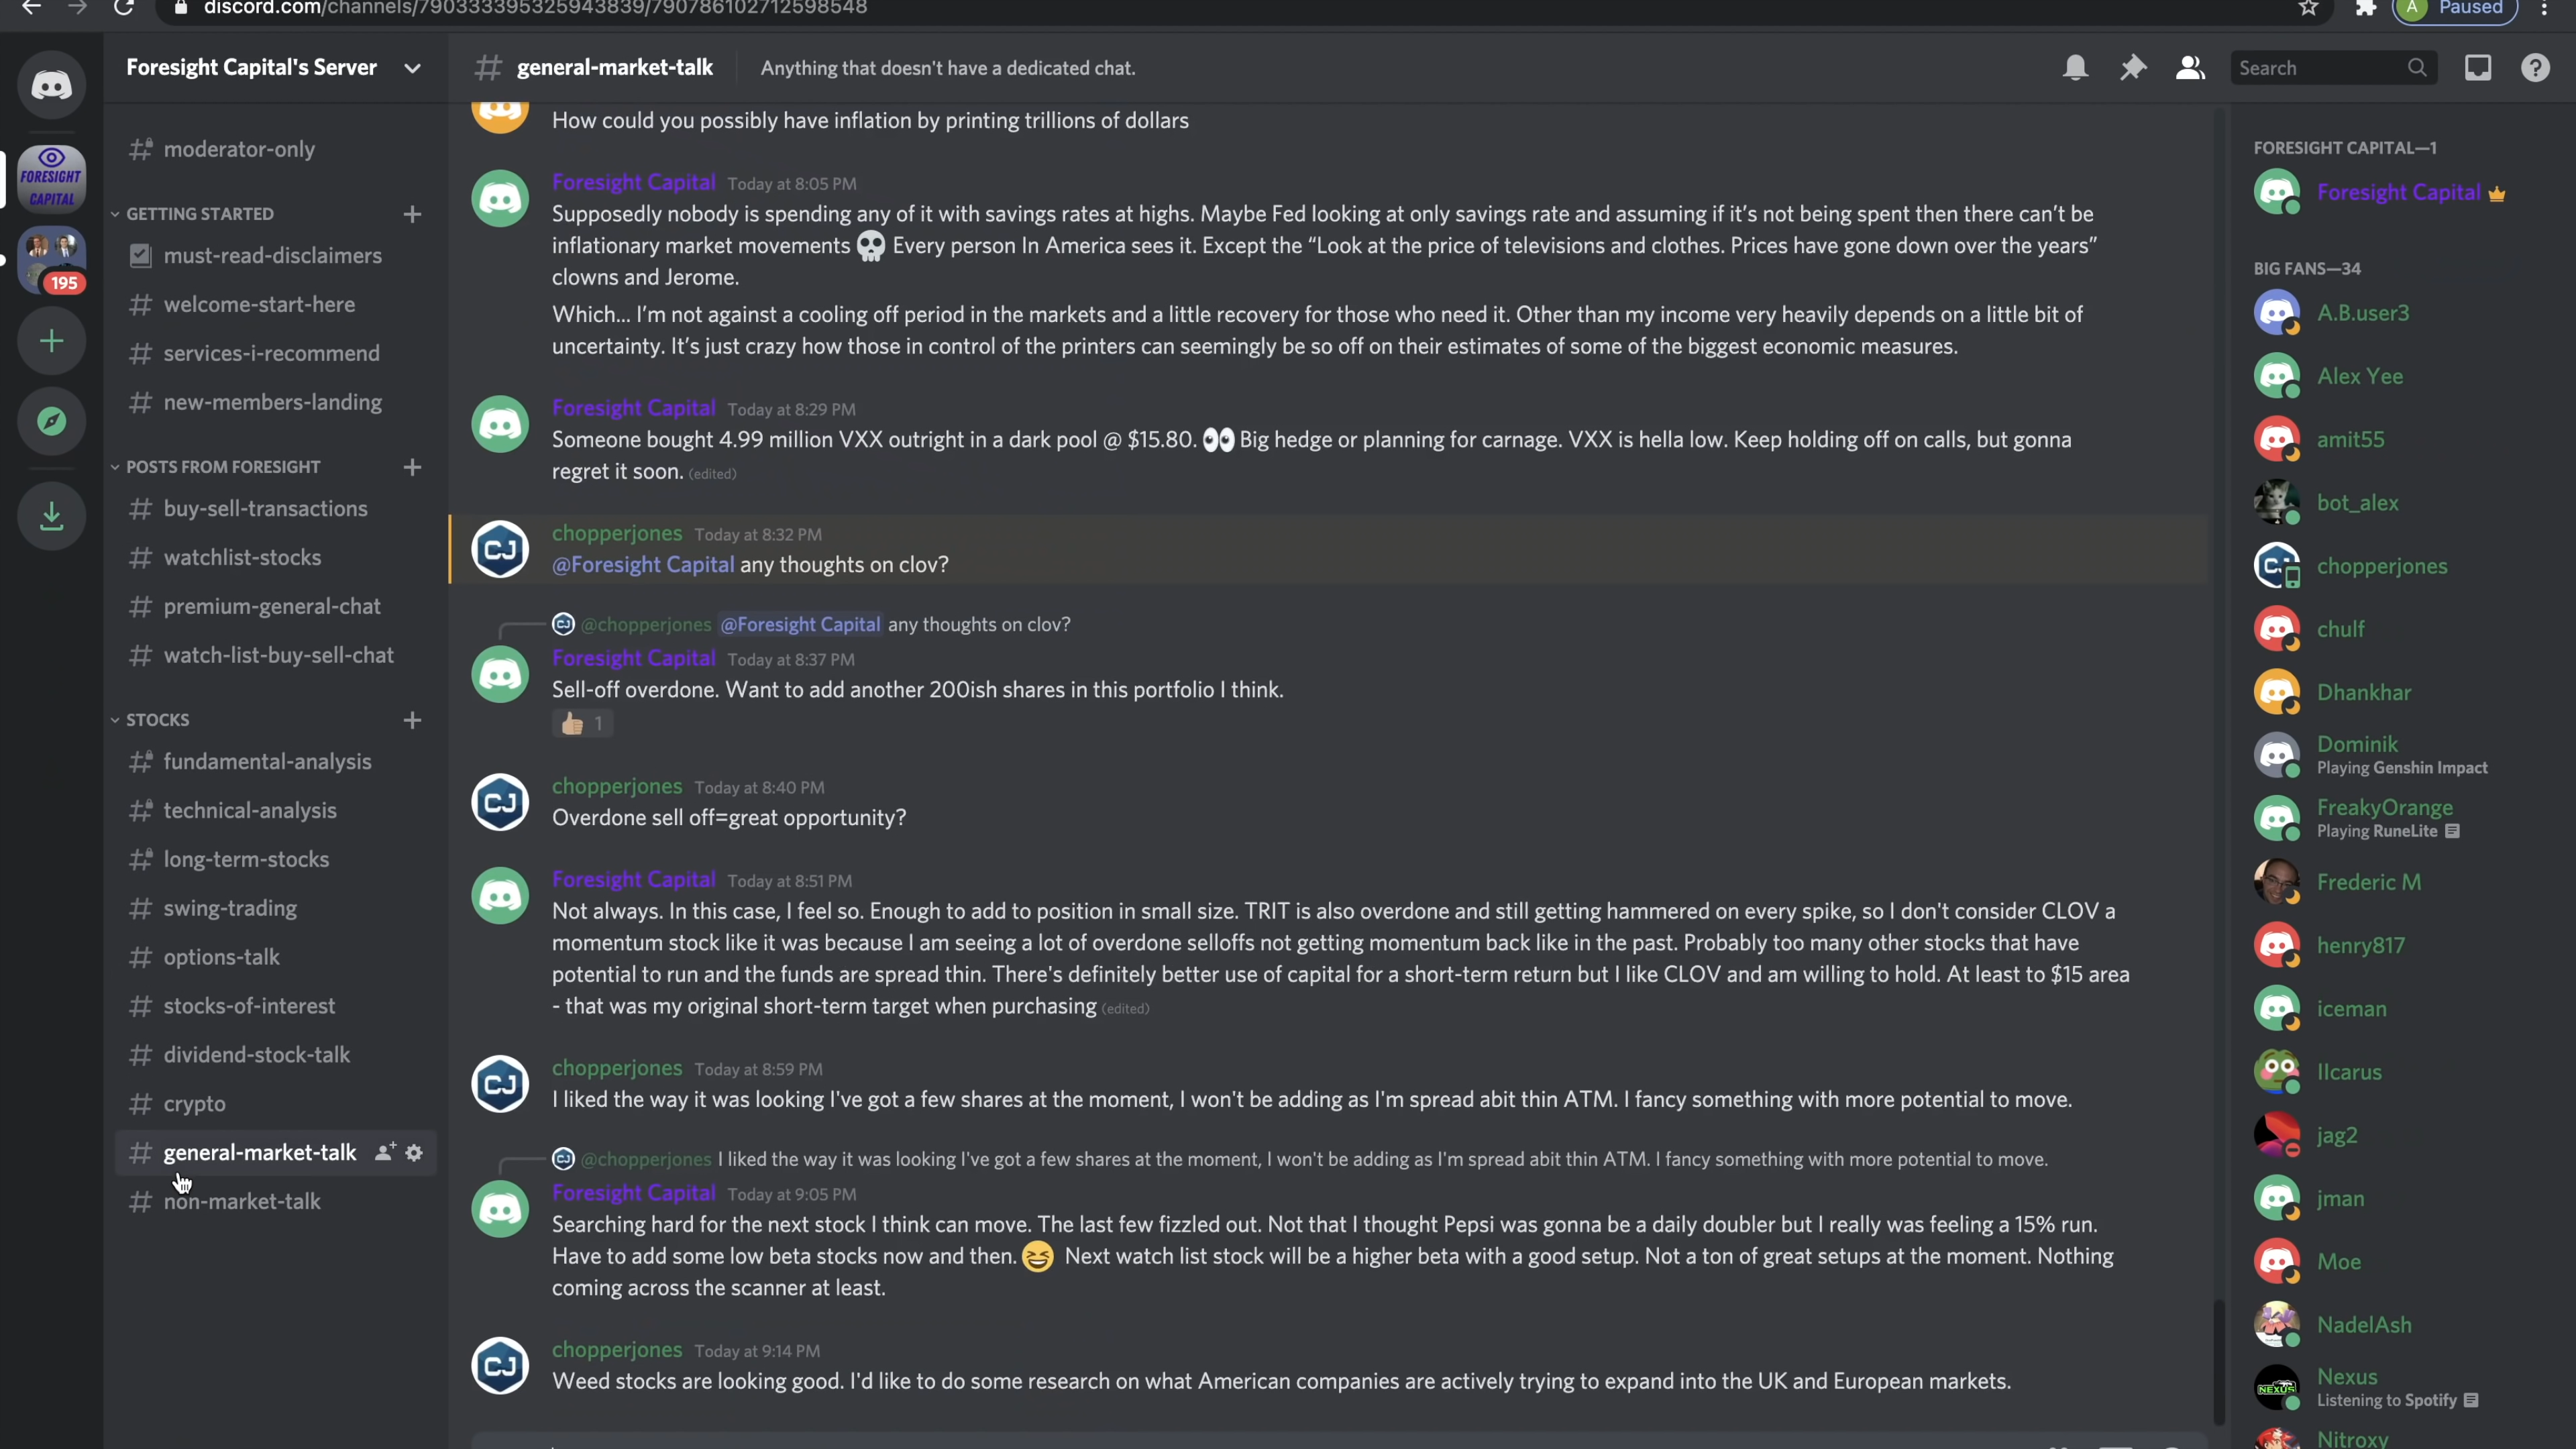 discord.com/channels/790333395325943839/790786102712598548
A
Paused
Foresight Capital's Server
general-market-talk
Anything that doesn't have a dedicated chat.
Search
FORESIGHT
CAPITAL
195
moderator-only
GETTING STARTED
must-read-disclaimers
welcome-start-here
services-i-recommend
new-members-landing
POSTS FROM FORESIGHT
buy-sell-transactions
watchlist-stocks
premium-general-chat
watch-list-buy-sell-chat
STOCKS
fundamental-analysis
technical-analysis
long-term-stocks
swing-trading
options-talk
stocks-of-interest
dividend-stock-talk
crypto
general-market-talk
non-market-talk
How could you possibly have inflation by printing trillions of dollars
Foresight Capital Today at 8:05 PM
Supposedly nobody is spending any of it with savings rates at highs. Maybe Fed looking at only savings rate and assuming if it's not being spent then there can't be
inflationary market movements 💀 Every person In America sees it. Except the “Look at the price of televisions and clothes. Prices have gone down over the years”
clowns and Jerome.
Which... I'm not against a cooling off period in the markets and a little recovery for those who need it. Other than my income very heavily depends on a little bit of
uncertainty. It's just crazy how those in control of the printers can seemingly be so off on their estimates of some of the biggest economic measures.
Foresight Capital Today at 8:29 PM
Someone bought 4.99 million VXX outright in a dark pool @ $15.80. 👀 Big hedge or planning for carnage. VXX is hella low. Keep holding off on calls, but gonna
regret it soon. (edited)
chopperjones Today at 8:32 PM
@Foresight Capital any thoughts on clov?
@chopperjones @Foresight Capital any thoughts on clov?
Foresight Capital Today at 8:37 PM
Sell-off overdone. Want to add another 200ish shares in this portfolio I think.
👍 1
chopperjones Today at 8:40 PM
Overdone sell off=great opportunity?
Foresight Capital Today at 8:51 PM
Not always. In this case, I feel so. Enough to add to position in small size. TRIT is also overdone and still getting hammered on every spike, so I don't consider CLOV a
momentum stock like it was because I am seeing a lot of overdone selloffs not getting momentum back like in the past. Probably too many other stocks that have
potential to run and the funds are spread thin. There's definitely better use of capital for a short-term return but I like CLOV and am willing to hold. At least to $15 area
- that was my original short-term target when purchasing (edited)
chopperjones Today at 8:59 PM
I liked the way it was looking I've got a few shares at the moment, I won't be adding as I'm spread abit thin ATM. I fancy something with more potential to move.
@chopperjones I liked the way it was looking I've got a few shares at the moment, I won't be adding as I'm spread abit thin ATM. I fancy something with more potential to move.
Foresight Capital Today at 9:05 PM
Searching hard for the next stock I think can move. The last few fizzled out. Not that I thought Pepsi was gonna be a daily doubler but I really was feeling a 15% run.
Have to add some low beta stocks now and then. 😆 Next watch list stock will be a higher beta with a good setup. Not a ton of great setups at the moment. Nothing
coming across the scanner at least.
chopperjones Today at 9:14 PM
Weed stocks are looking good. I'd like to do some research on what American companies are actively trying to expand into the UK and European markets.
FORESIGHT CAPITAL—1
Foresight Capital
BIG FANS—34
A.B.user3
Alex Yee
amit55
bot_alex
chopperjones
chulf
Dhankhar
Dominik
Playing Genshin Impact
FreakyOrange
Playing RuneLite
Frederic M
henry817
iceman
IIcarus
jag2
jman
Moe
NadelAsh
Nexus
Listening to Spotify
Nitroxy